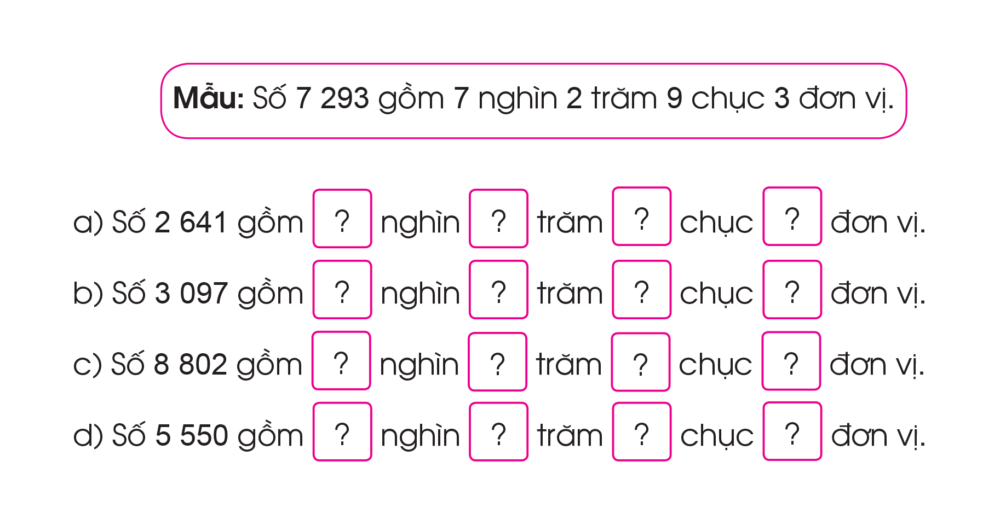 Mẫu: Số 7 293 gồm 7 nghìn 2 trăm 9 chục 3 đơn vị.
a) Số 2 641 gồm ? nghìn ? trăm ? chục ? đơn vị.
b) Số 3 097 gồm ? nghìn ? trăm ? chục ? đơn vị.
c) Số 8 802 gồm ? nghìn ? trăm ? chục ? đơn vị.
d) Số 5 550 gồm ? nghìn ? trăm ? chục ? đơn vị.